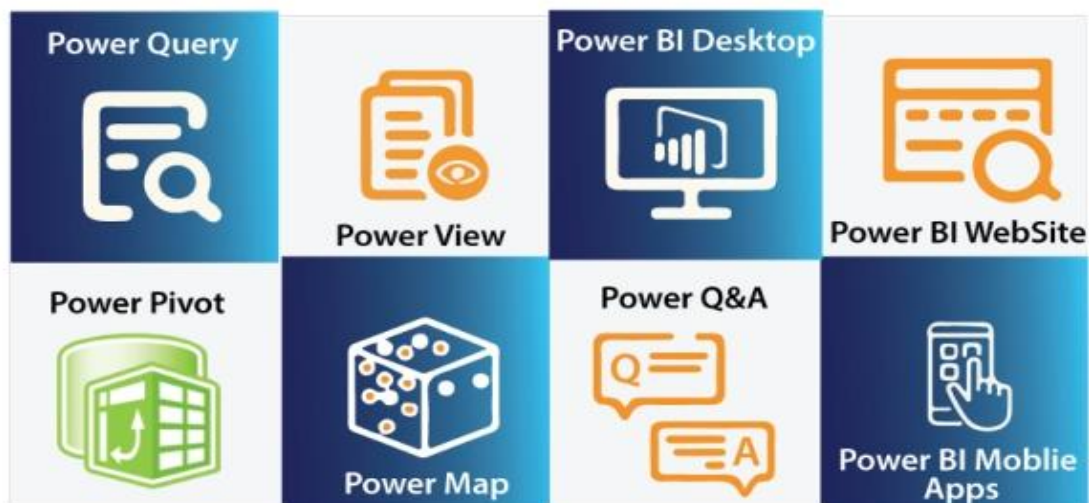 Power Query
Power View
Power BI Desktop
Power BI WebSite
Power Pivot
Power Map
Power Q&A
Q
A
Power BI Moblie
Apps